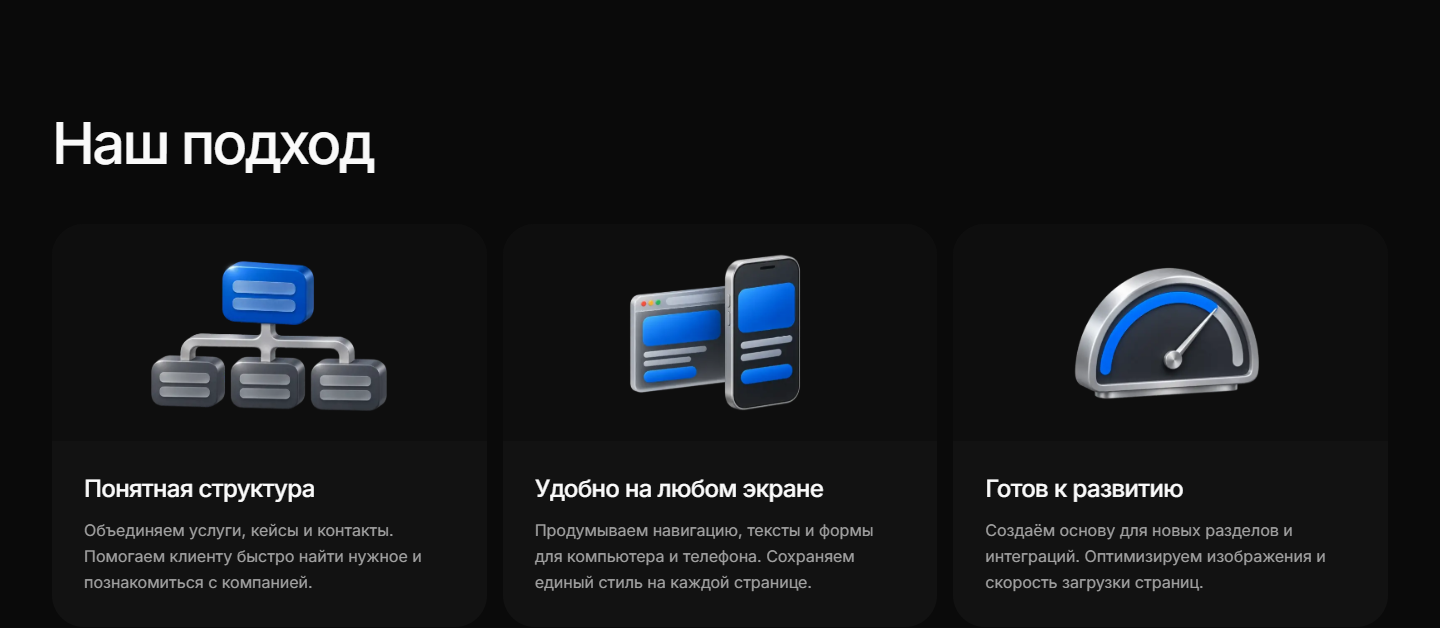 Наш подход
Понятная структура
Объединяем услуги, кейсы и контакты.
Помогаем клиенту быстро найти нужное и
познакомиться с компанией.
Удобно на любом экране
Продумываем навигацию, тексты и формы
для компьютера и телефона. Сохраняем
единый стиль на каждой странице.
Готов к развитию
Создаём основу для новых разделов и
интеграций. Оптимизируем изображения и
скорость загрузки страниц.